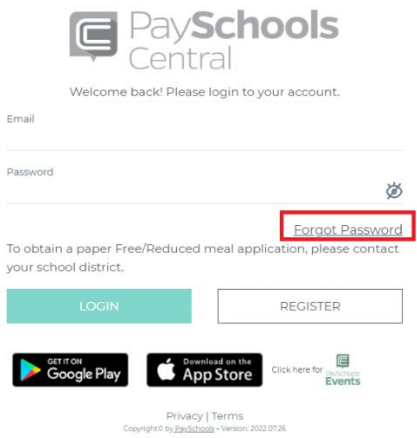 PaySchools
Central
Welcome back! Please login to your account.
Email
Password
Forgot Password
To obtain a paper Free/Reduced meal application, please contact
your school district.
LOGIN
REGISTER
GET IT ON
Google Play
Download on the
App Store
Click here for
PaySchools
Events
Privacy | Terms
Copyright© by PaySchools – Version: 2022.07.26